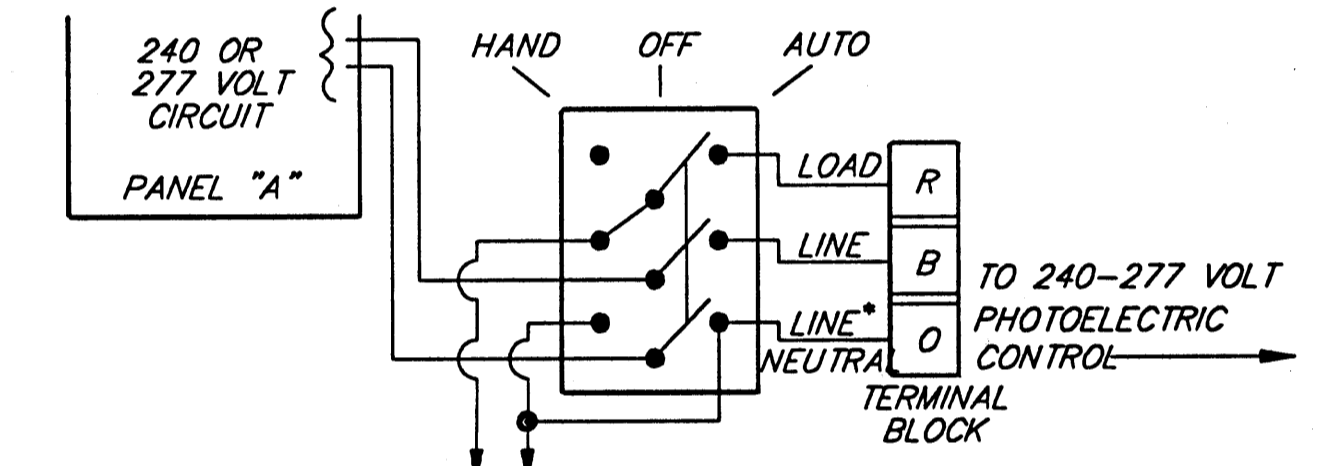 240 OR
277 VOLT
CIRCUIT
PANEL "A"
HAND
OFF
AUTO
LOAD
LINE
LINE*
NEUTRAL
R
B
O
TERMINAL
BLOCK
TO 240-277 VOLT
PHOTOELECTRIC
CONTROL